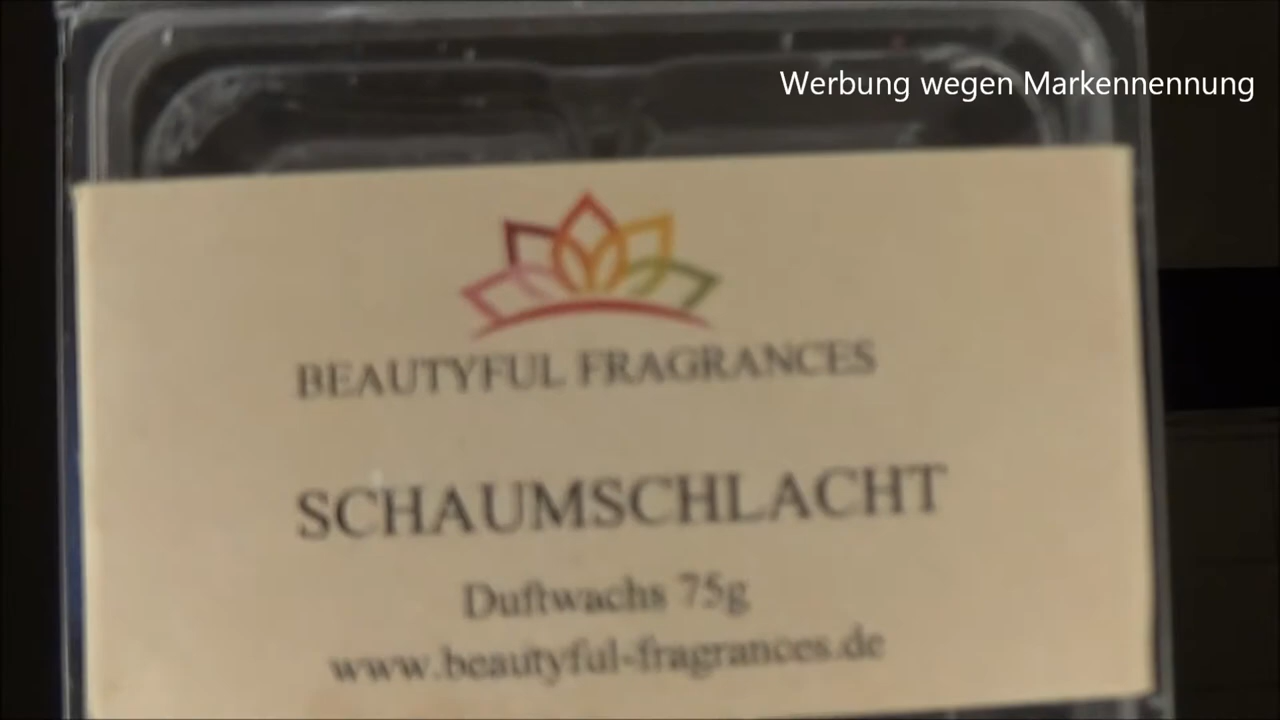 Werbung wegen Markennennung
BEAUTYFUL FRAGRANCES
SCHAUMSCHLACHT
Duftwachs 75g
www.beautyful-fragrances.de